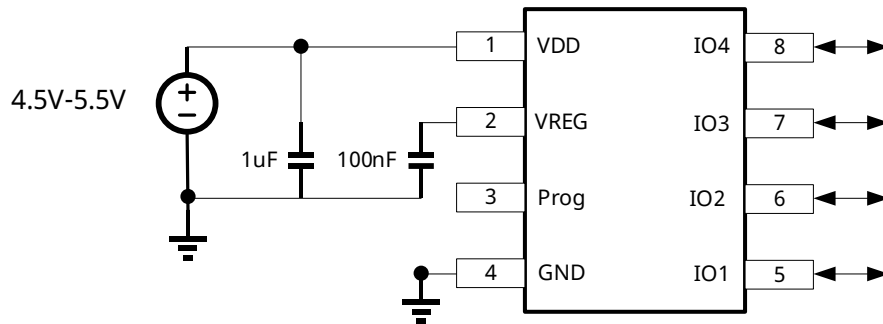 1 VDD IO4 8
4.5V-5.5V
2 VREG IO3 7
1uF 100nF
3 Prog IO2 6
4 GND IO1 5